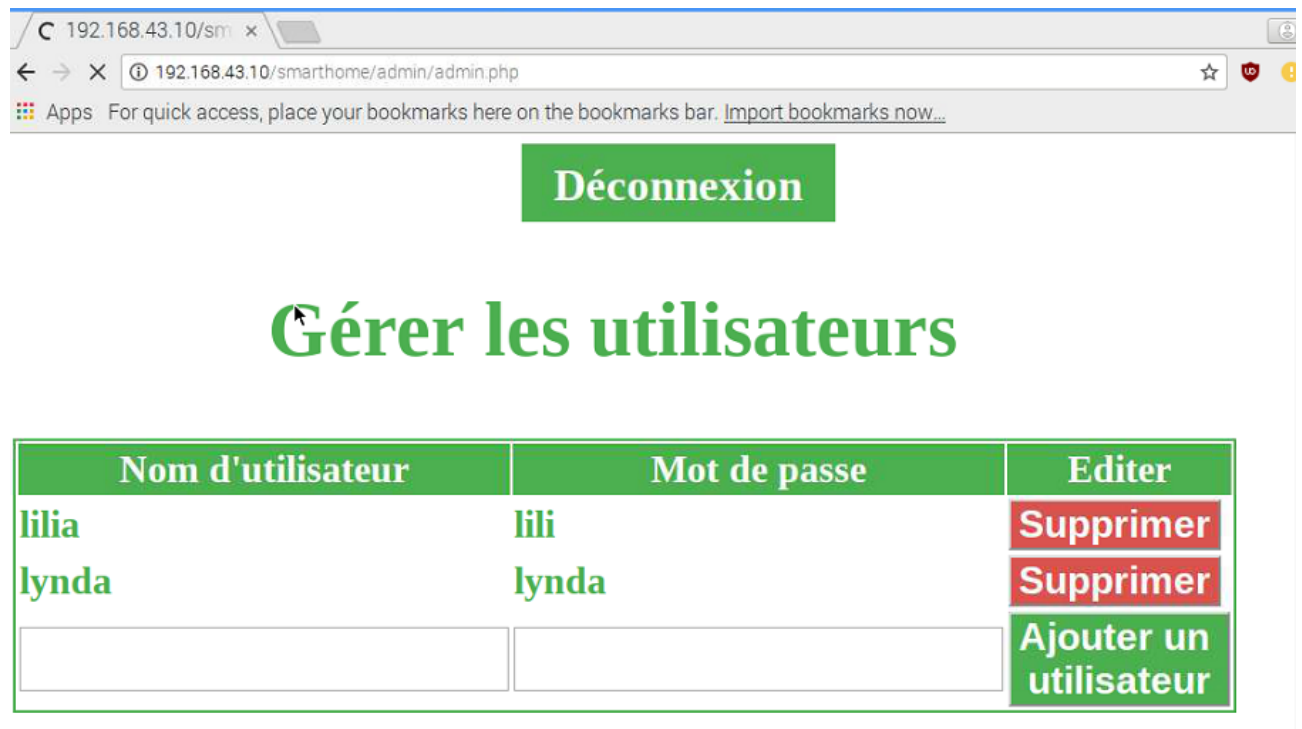 192.168.43.10/sm
192.168.43.10/smarthome/admin/admin.php
Apps For quick access, place your bookmarks here on the bookmarks bar. Import bookmarks now...
Déconnexion
Gérer les utilisateurs
Nom d'utilisateur Mot de passe Editer
lilia lili Supprimer
lynda lynda Supprimer
Ajouter un
utilisateur